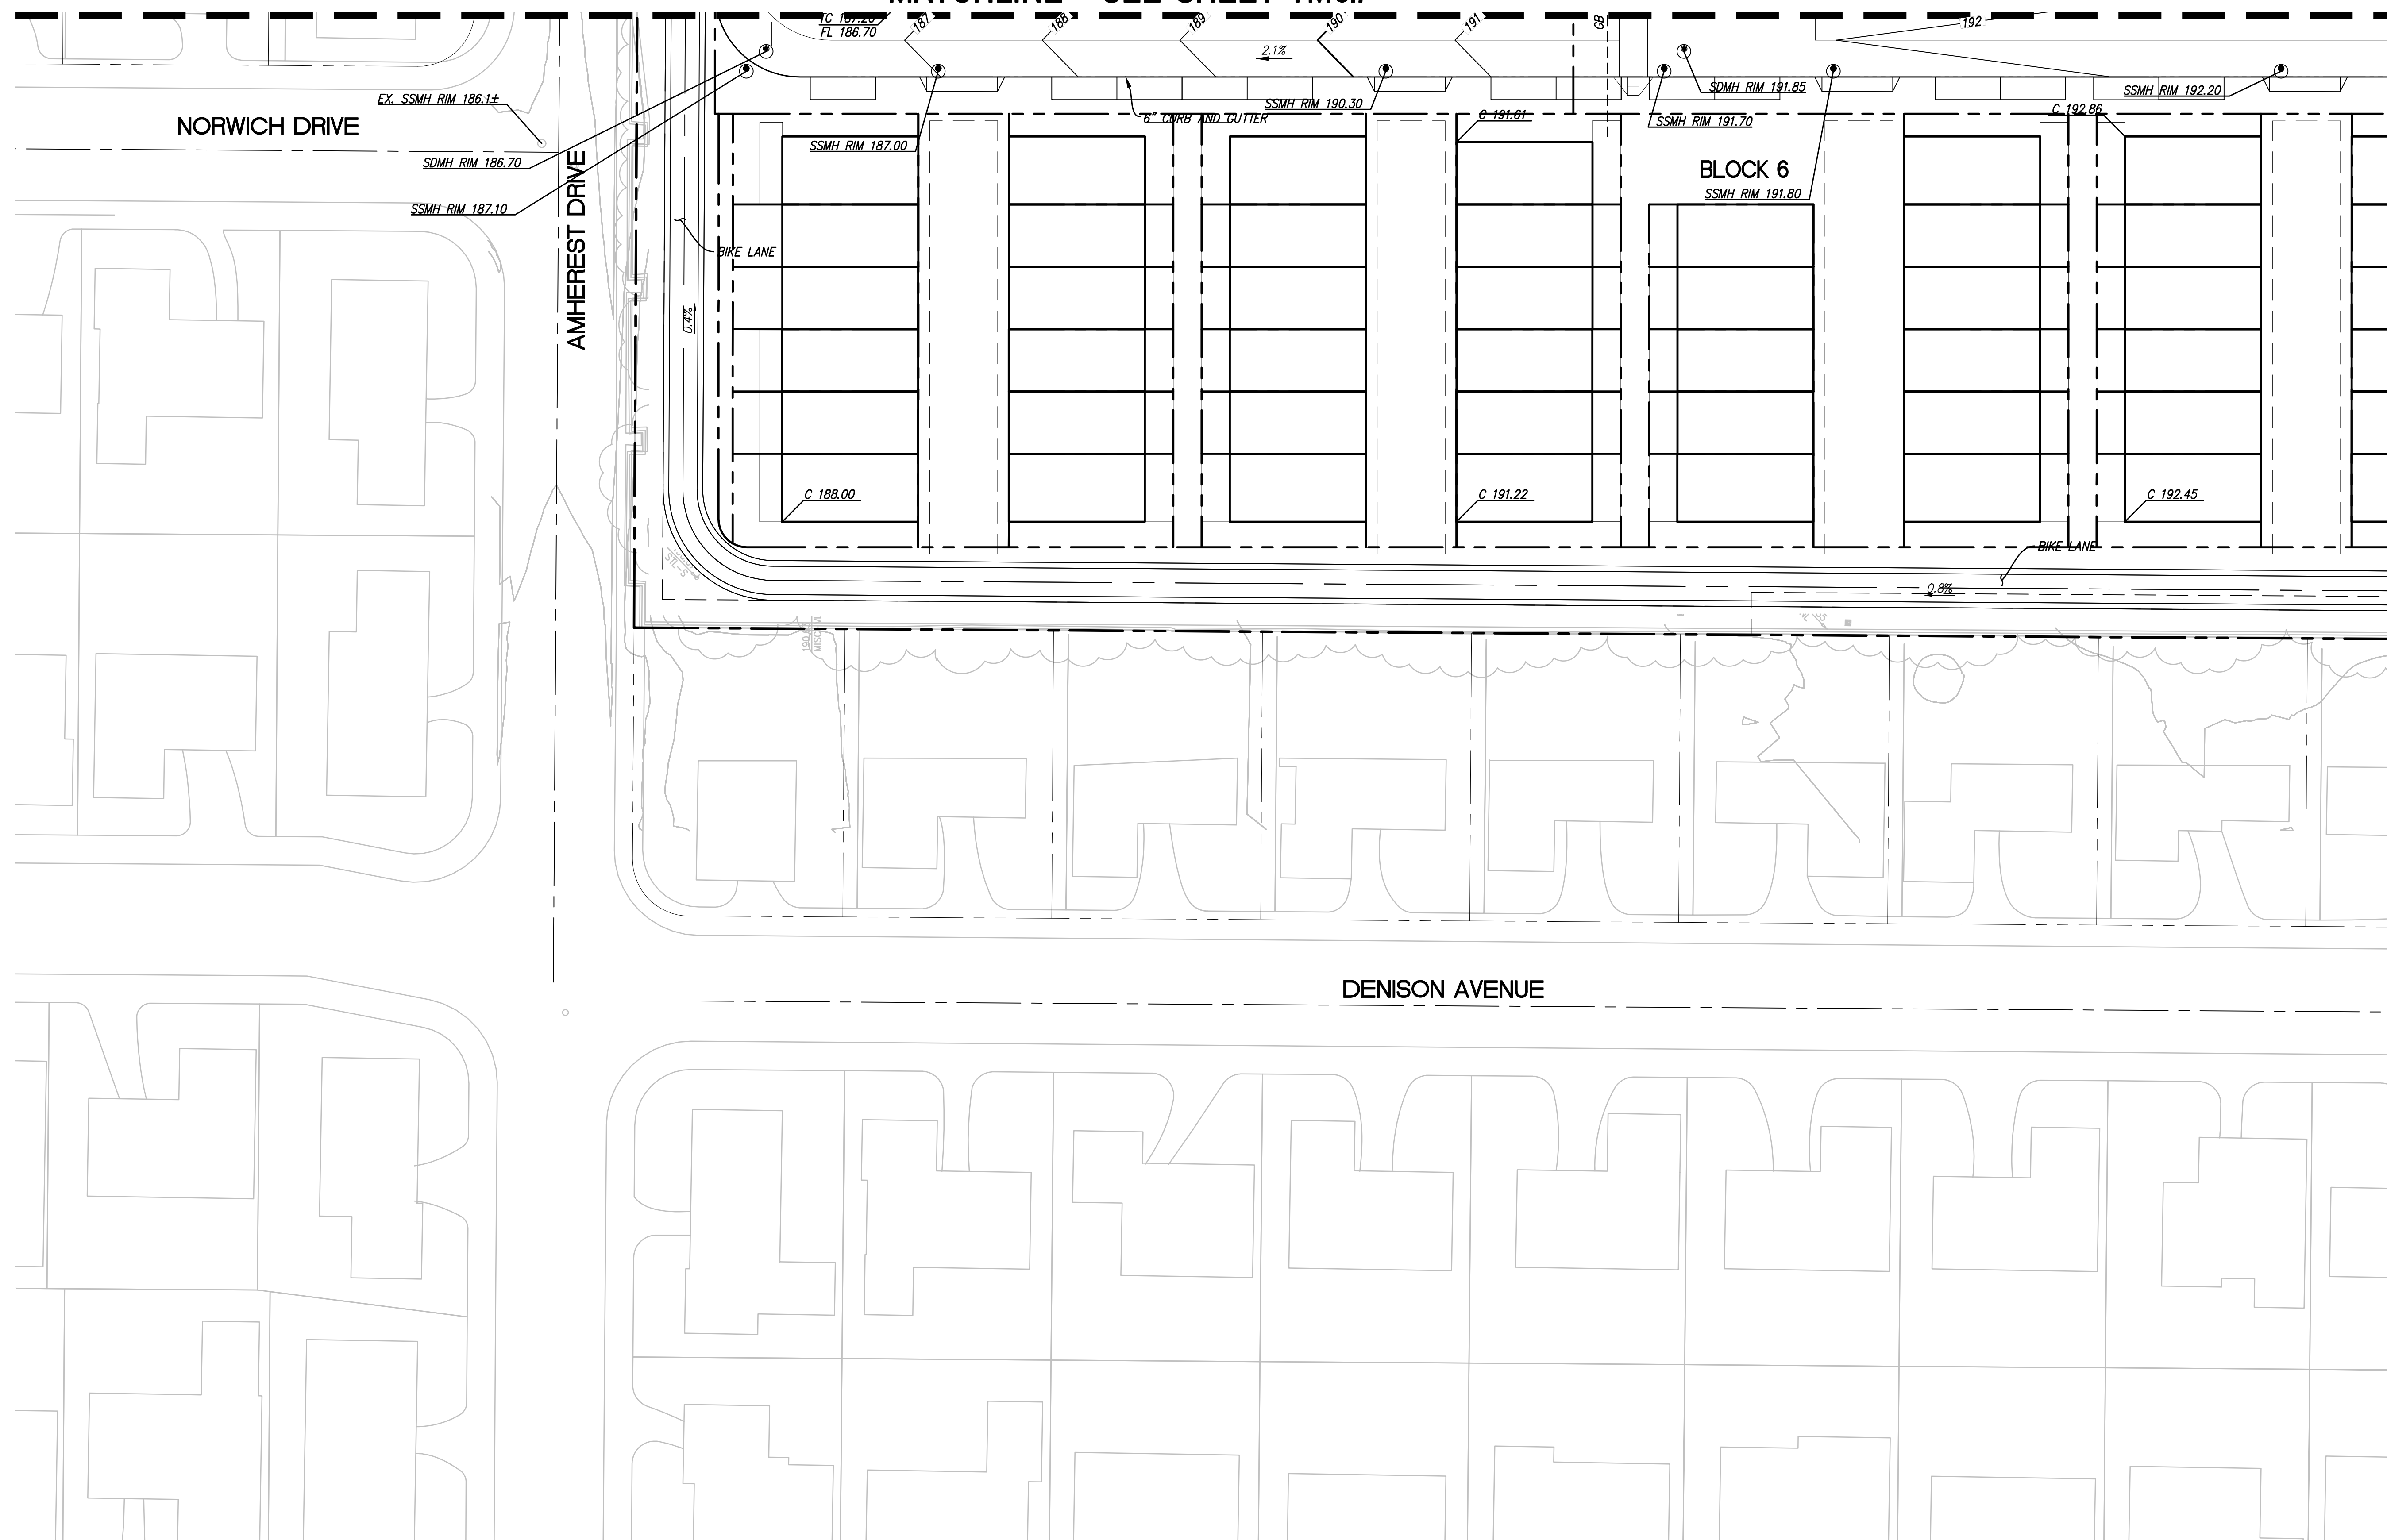 TC 187.20
FL 186.70
187
188
189
190
191
GB
192
2.1%
EX. SSMH RIM 186.1±
NORWICH DRIVE
SDMH RIM 186.70
SSMH RIM 187.10
AMHEREST DRIVE
SSMH RIM 187.00
6" CURB AND GUTTER
SSMH RIM 190.30
C 191.61
SSMH RIM 191.70
SDMH RIM 191.85
BLOCK 6
SSMH RIM 191.80
C 192.86
SSMH RIM 192.20
BIKE LANE
0.4%
C 188.00
C 191.22
C 192.45
BIKE LANE
0.8%
STL-S
DENISON AVENUE